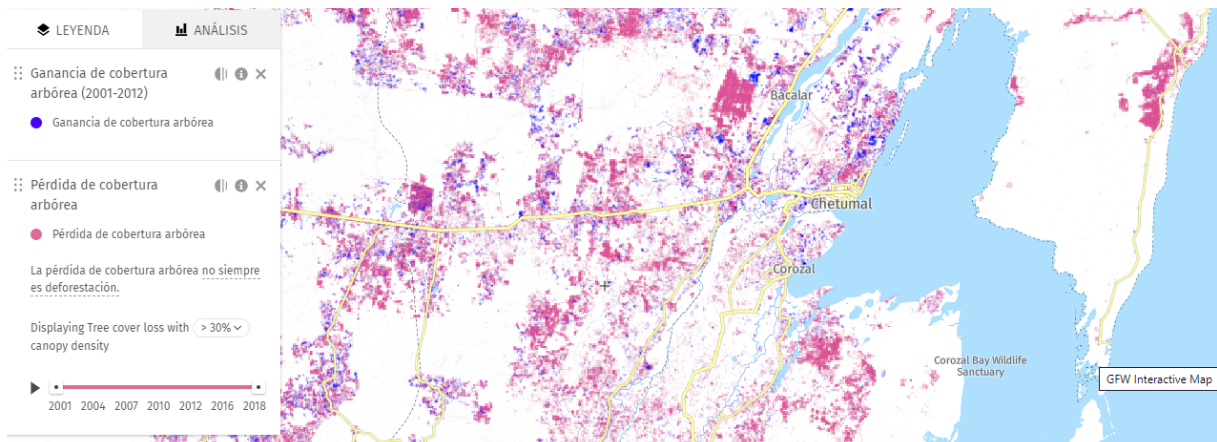 LEYENDA
ANÁLISIS
Ganancia de cobertura
arbórea (2001-2012)
Ganancia de cobertura arbórea
Pérdida de cobertura
arbórea
Pérdida de cobertura arbórea
La pérdida de cobertura arbórea no siempre
es deforestación.
Displaying Tree cover loss with > 30%
canopy density
2001 2004 2007 2010 2012 2016 2018
Bacalar
Chetumal
Corozal
Corozal Bay Wildlife
Sanctuary
GFW Interactive Map